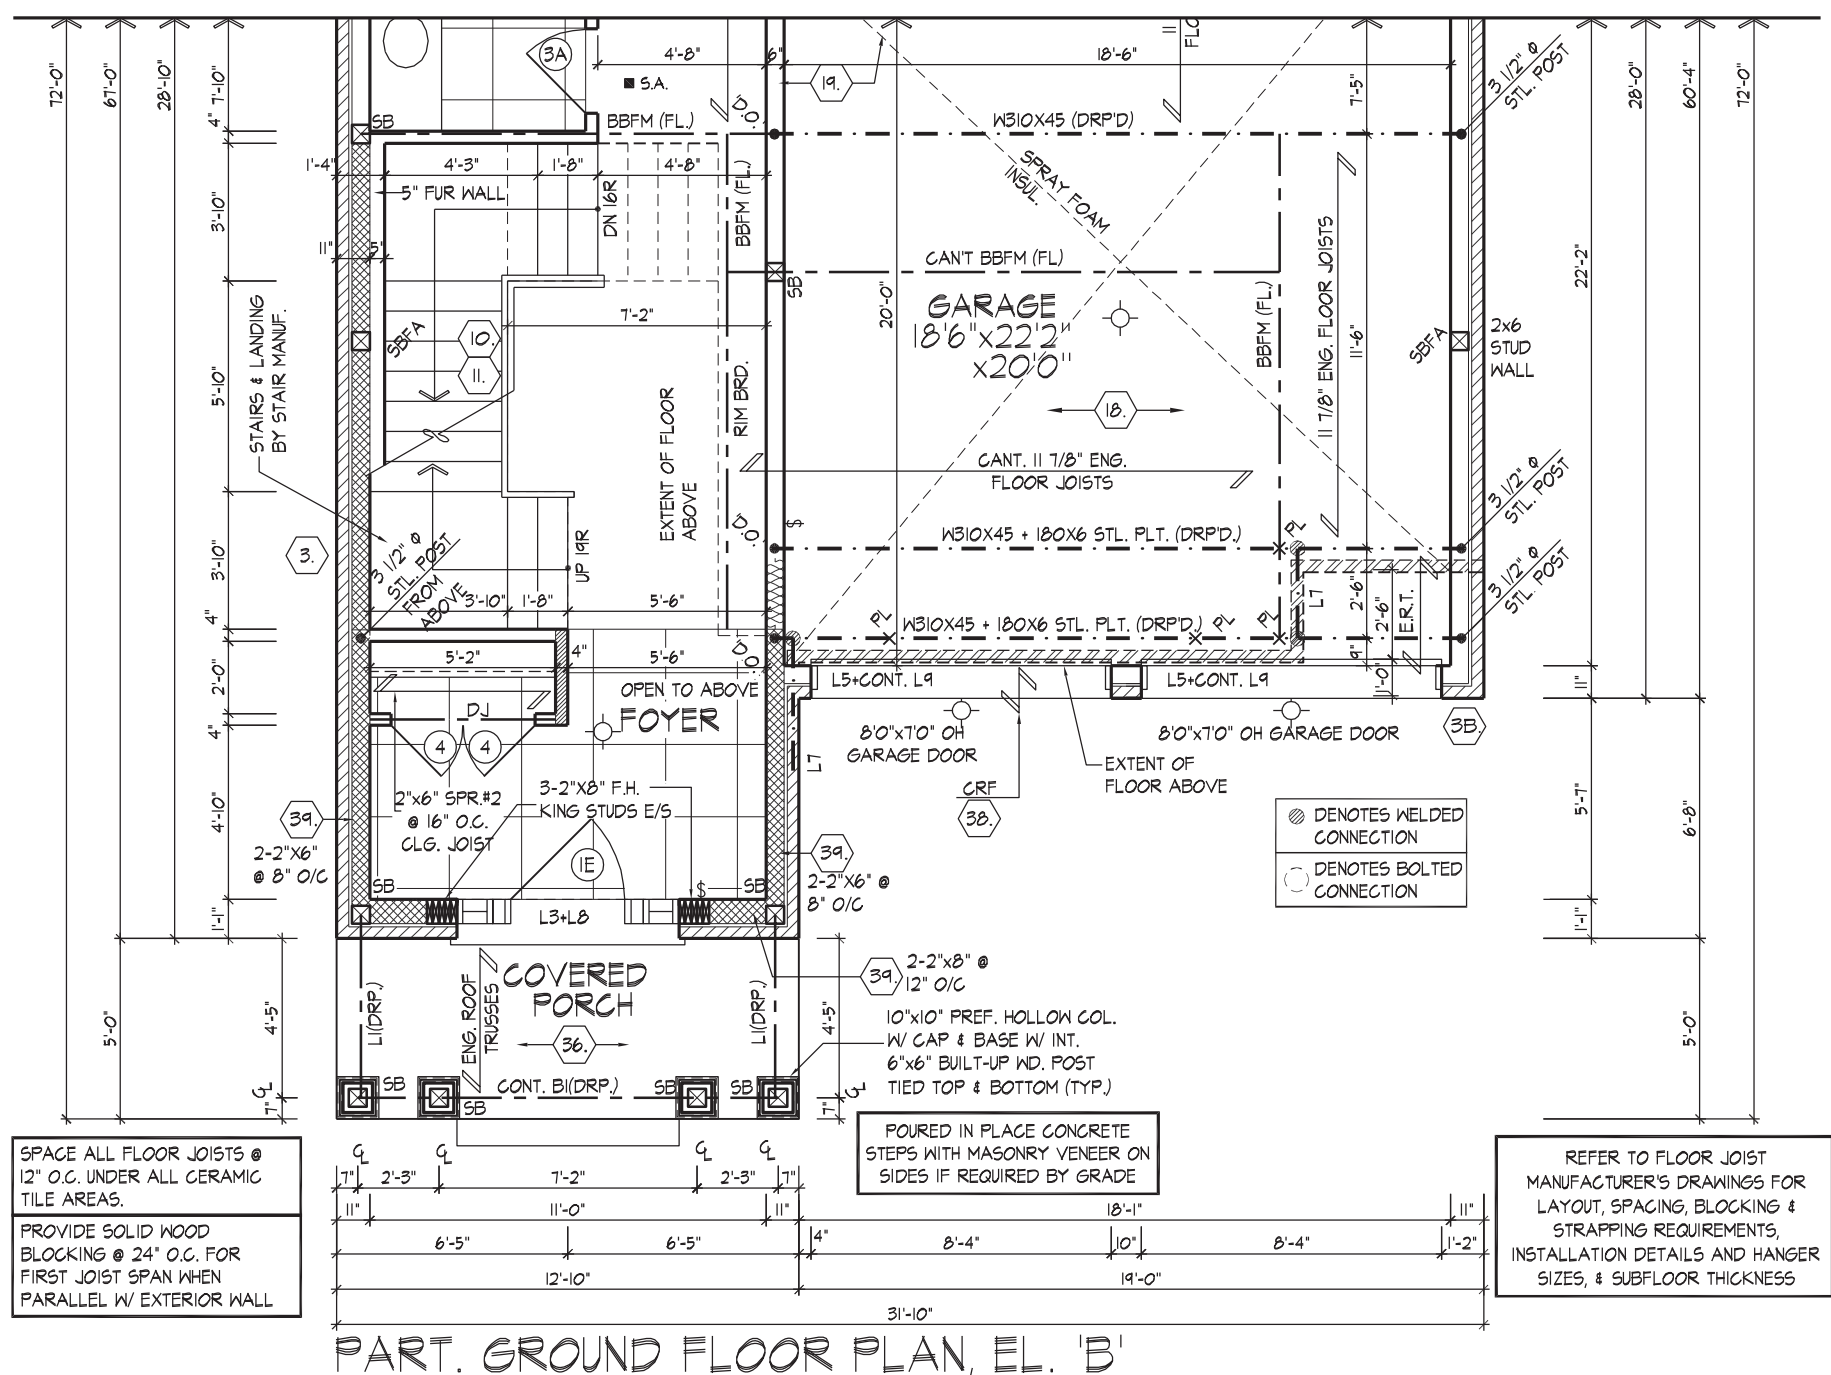 72'-0"
67'-0"
28'-10"
7'-10"
4"
3'-10"
5'-10"
3'-10"
4"
2'-0"
4"
4'-10"
1'-1"
5'-0"
4'-5"
7"
3A
4'-8"
6"
18'-6"
S.A.
19.
SB
BBFM (FL.)
D.O.
W310X45 (DRP'D)
7'-5"
3 1/2" Φ
STL. POST
28'-0"
60'-4"
72'-0"
1'-4"
4'-3"
1'-8"
4'-8"
5" FUR WALL
DN 16R
BBFM (FL.)
SPRAY FOAM
INSUL.
11"
5"
CAN'T BBFM (FL)
SB
STAIRS & LANDING
BY STAIR MANUF.
SBFA
10.
11.
7'-2"
RIM BRD.
EXTENT OF FLOOR
ABOVE
20'-0"
GARAGE
18'6"x22'2"
x20'0"
18.
BBFM (FL.)
11 7/8" ENG. FLOOR JOISTS
11'-6"
SBFA
2x6
STUD
WALL
22'-2"
CANT. 11 7/8" ENG.
FLOOR JOISTS
3 1/2" Φ
STL. POST
3.
3 1/2" Φ
STL. POST
FROM
ABOVE
UP 19R
D.O.
$
W310X45 + 180X6 STL. PLT. (DRP'D.)
PL
3 1/2" Φ
STL. POST
3'-10"
1'-8"
5'-6"
PL
W310X45 + 180X6 STL. PLT. (DRP'D.)
PL
PL
L7
2'-6"
2'-6"
E.R.T.
9"
1'-0"
5'-2"
4"
5'-6"
D.O.
OPEN TO ABOVE
FOYER
DJ
4
4
L5+CONT. L9
L5+CONT. L9
11"
8'0"x7'0" OH
GARAGE DOOR
8'0"x7'0" OH GARAGE DOOR
3B.
L7
EXTENT OF
FLOOR ABOVE
CRF
38.
2"x6" SPR.#2
@ 16" O.C.
CLG. JOIST
3-2"X8" F.H.
KING STUDS E/S
39.
2-2"X6"
@ 8" O/C
1E
39.
2-2"X6" @
8" O/C
SB
SB
$
L3+L8
DENOTES WELDED
CONNECTION
DENOTES BOLTED
CONNECTION
5'-7"
6'-8"
1'-1"
5'-0"
COVERED
PORCH
36.
L1(DRP.)
ENG. ROOF
TRUSSES
L1(DRP.)
39.
2-2"x8" @
12" O/C
4'-5"
7"
10"x10" PREF. HOLLOW COL.
W/ CAP & BASE W/ INT.
6"x6" BUILT-UP WD. POST
TIED TOP & BOTTOM (TYP.)
SB
SB
CONT. B1(DRP.)
SB
SB
SPACE ALL FLOOR JOISTS @
12" O.C. UNDER ALL CERAMIC
TILE AREAS.
PROVIDE SOLID WOOD
BLOCKING @ 24" O.C. FOR
FIRST JOIST SPAN WHEN
PARALLEL W/ EXTERIOR WALL
POURED IN PLACE CONCRETE
STEPS WITH MASONRY VENEER ON
SIDES IF REQUIRED BY GRADE
REFER TO FLOOR JOIST
MANUFACTURER'S DRAWINGS FOR
LAYOUT, SPACING, BLOCKING &
STRAPPING REQUIREMENTS,
INSTALLATION DETAILS AND HANGER
SIZES, & SUBFLOOR THICKNESS
7"
2'-3"
7'-2"
2'-3"
7"
11"
11'-0"
11"
18'-1"
11"
6'-5"
6'-5"
4"
8'-4"
10"
8'-4"
1'-2"
12'-10"
19'-0"
31'-10"
PART. GROUND FLOOR PLAN, EL. 'B'